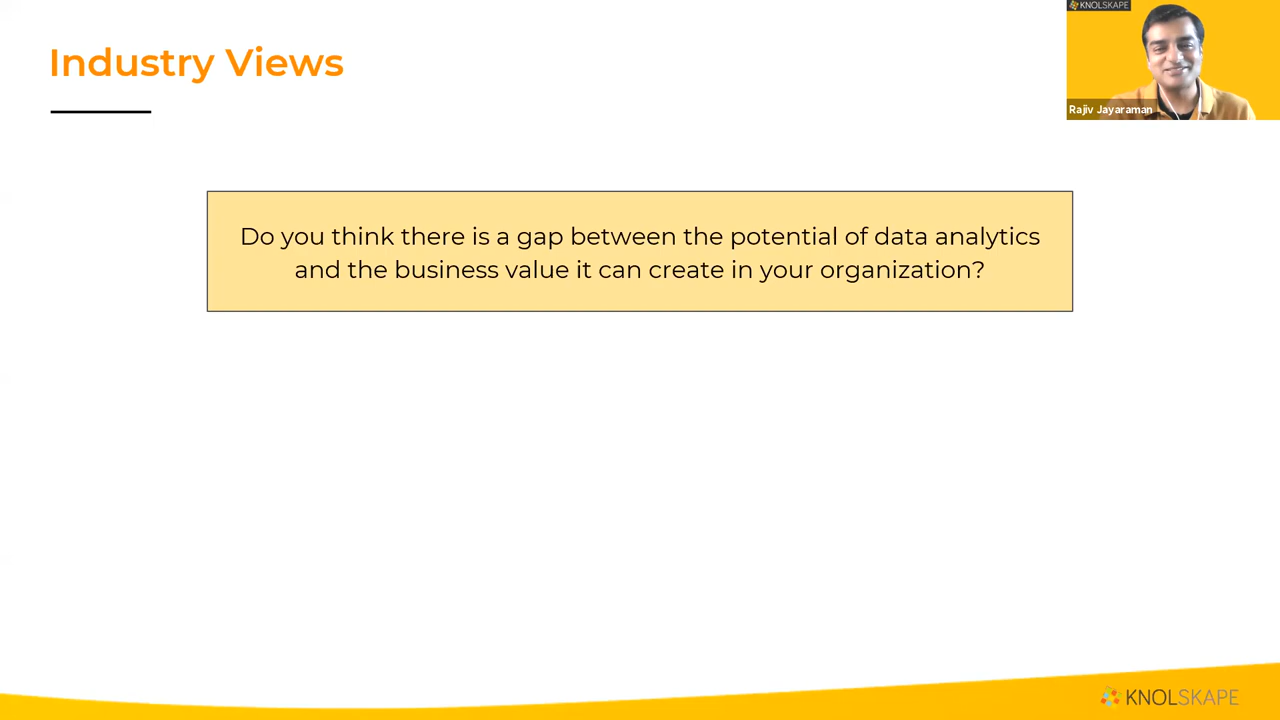 Industry Views
KNOLSKAPE
Rajiv Jayaraman
Do you think there is a gap between the potential of data analytics
and the business value it can create in your organization?
KNOLSKAPE